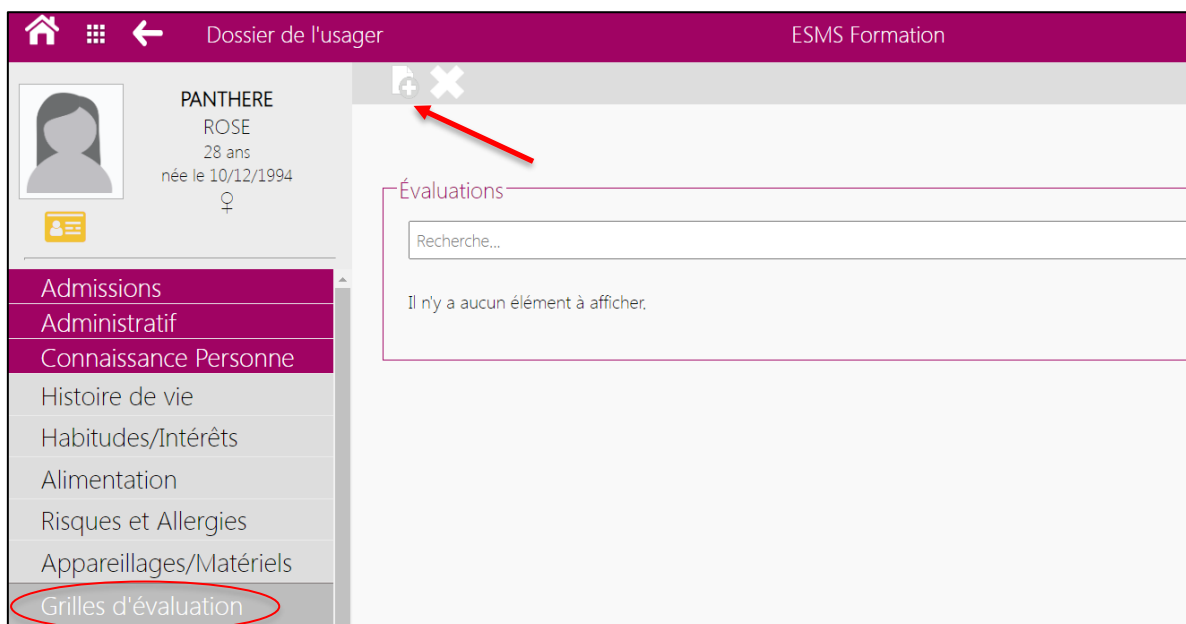 Dossier de l'usager
ESMS Formation
PANTHERE
ROSE
28 ans
née le 10/12/1994
Évaluations
Recherche...
Il n'y a aucun élément à afficher.
Admissions
Administratif
Connaissance Personne
Histoire de vie
Habitudes/Intérêts
Alimentation
Risques et Allergies
Appareillages/Matériels
Grilles d'évaluation